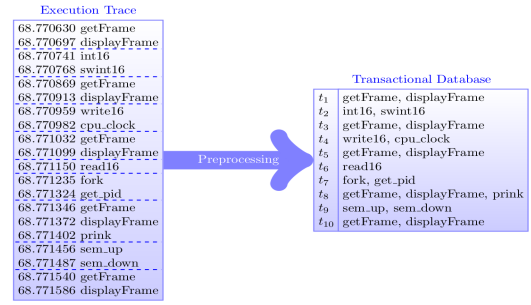 Execution Trace
68.770630 getFrame
68.770697 displayFrame
68.770741 int16
68.770768 swint16
68.770869 getFrame
68.770913 displayFrame
68.770959 write16
68.770982 cpu_clock
68.771032 getFrame
68.771099 displayFrame
68.771150 read16
68.771235 fork
68.771324 get_pid
68.771346 getFrame
68.771372 displayFrame
68.771402 prink
68.771456 sem_up
68.771487 sem_down
68.771540 getFrame
68.771586 displayFrame
Preprocessing
Transactional Database
t1 getFrame, displayFrame
t2 int16, swint16
t3 getFrame, displayFrame
t4 write16, cpu_clock
t5 getFrame, displayFrame
t6 read16
t7 fork, get_pid
t8 getFrame, displayFrame, prink
t9 sem_up, sem_down
t10 getFrame, displayFrame